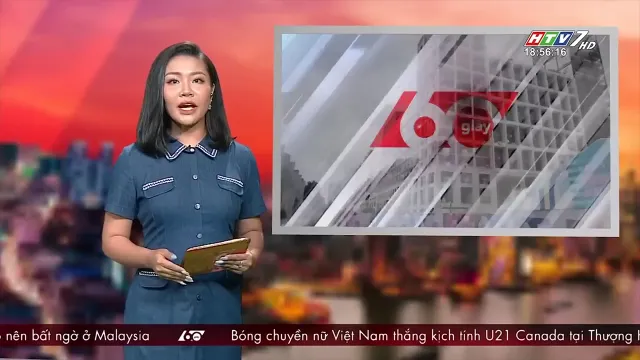 HTV7 HD
18:56:16
60 giây
nên bất ngờ ở Malaysia 60 Bóng chuyền nữ Việt Nam thắng kịch tính U21 Canada tại Thượng